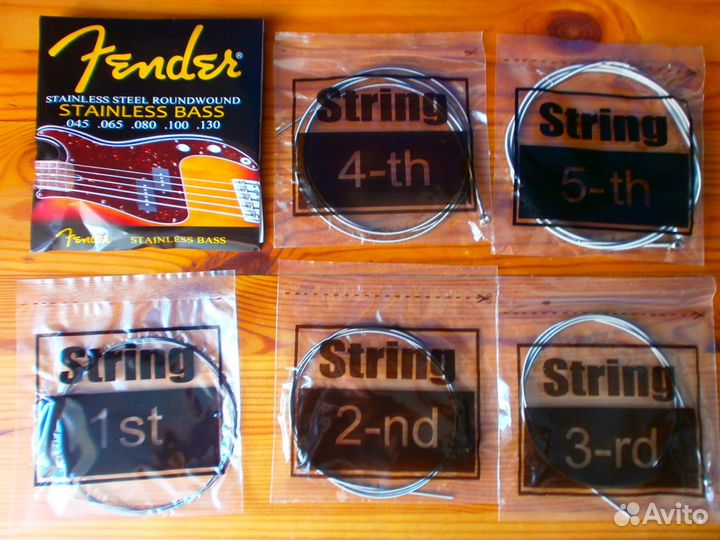 Fender®
STAINLESS STEEL ROUNDWOUND
STAINLESS BASS
.045 .065 .080 .100 .130
Fender STAINLESS BASS
String
4-th
String
5-th
String
1st
String
2-nd
String
3-rd
Avito